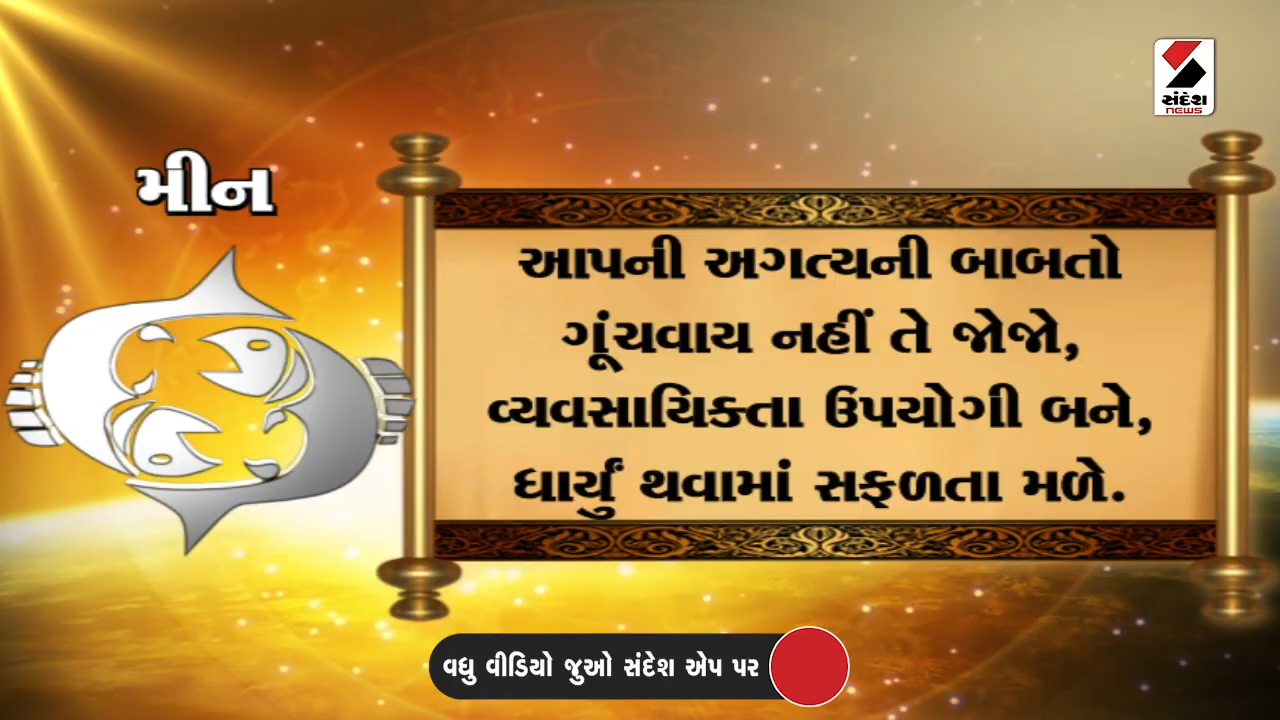 સંદેશ
NEWS
મીન
આપની અગત્યની બાબતો
ગૂંચવાય નહીં તે જોજો,
વ્યવસાયિક્તા ઉપયોગી બને,
ધાર્યું થવામાં સફળતા મળે.
વધુ વીડિયો જુઓ સંદેશ એપ પર